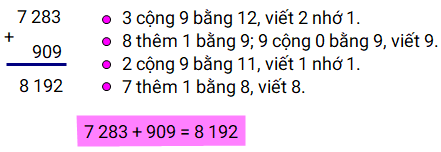 7 283
+
909
8 192
3 cộng 9 bằng 12, viết 2 nhớ 1.
8 thêm 1 bằng 9; 9 cộng 0 bằng 9, viết 9.
2 cộng 9 bằng 11, viết 1 nhớ 1.
7 thêm 1 bằng 8, viết 8.
7 283 + 909 = 8 192